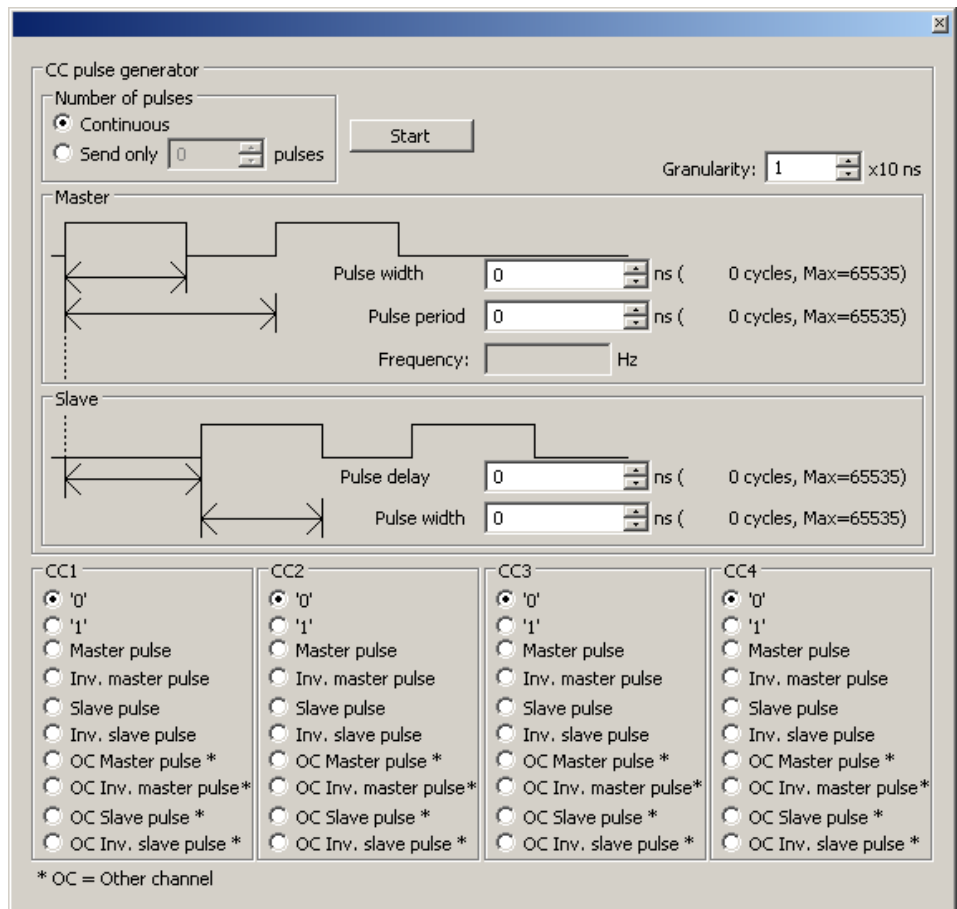 CC pulse generator
Number of pulses
Continuous
Send only 0 pulses
Start
Granularity: 1 x10 ns
Master
Pulse width 0 ns ( 0 cycles, Max=65535)
Pulse period 0 ns ( 0 cycles, Max=65535)
Frequency: Hz
Slave
Pulse delay 0 ns ( 0 cycles, Max=65535)
Pulse width 0 ns ( 0 cycles, Max=65535)
CC1
'0'
'1'
Master pulse
Inv. master pulse
Slave pulse
Inv. slave pulse
OC Master pulse *
OC Inv. master pulse*
OC Slave pulse *
OC Inv. slave pulse *
CC2
'0'
'1'
Master pulse
Inv. master pulse
Slave pulse
Inv. slave pulse
OC Master pulse *
OC Inv. master pulse*
OC Slave pulse *
OC Inv. slave pulse *
CC3
'0'
'1'
Master pulse
Inv. master pulse
Slave pulse
Inv. slave pulse
OC Master pulse *
OC Inv. master pulse*
OC Slave pulse *
OC Inv. slave pulse *
CC4
'0'
'1'
Master pulse
Inv. master pulse
Slave pulse
Inv. slave pulse
OC Master pulse *
OC Inv. master pulse*
OC Slave pulse *
OC Inv. slave pulse *
* OC = Other channel